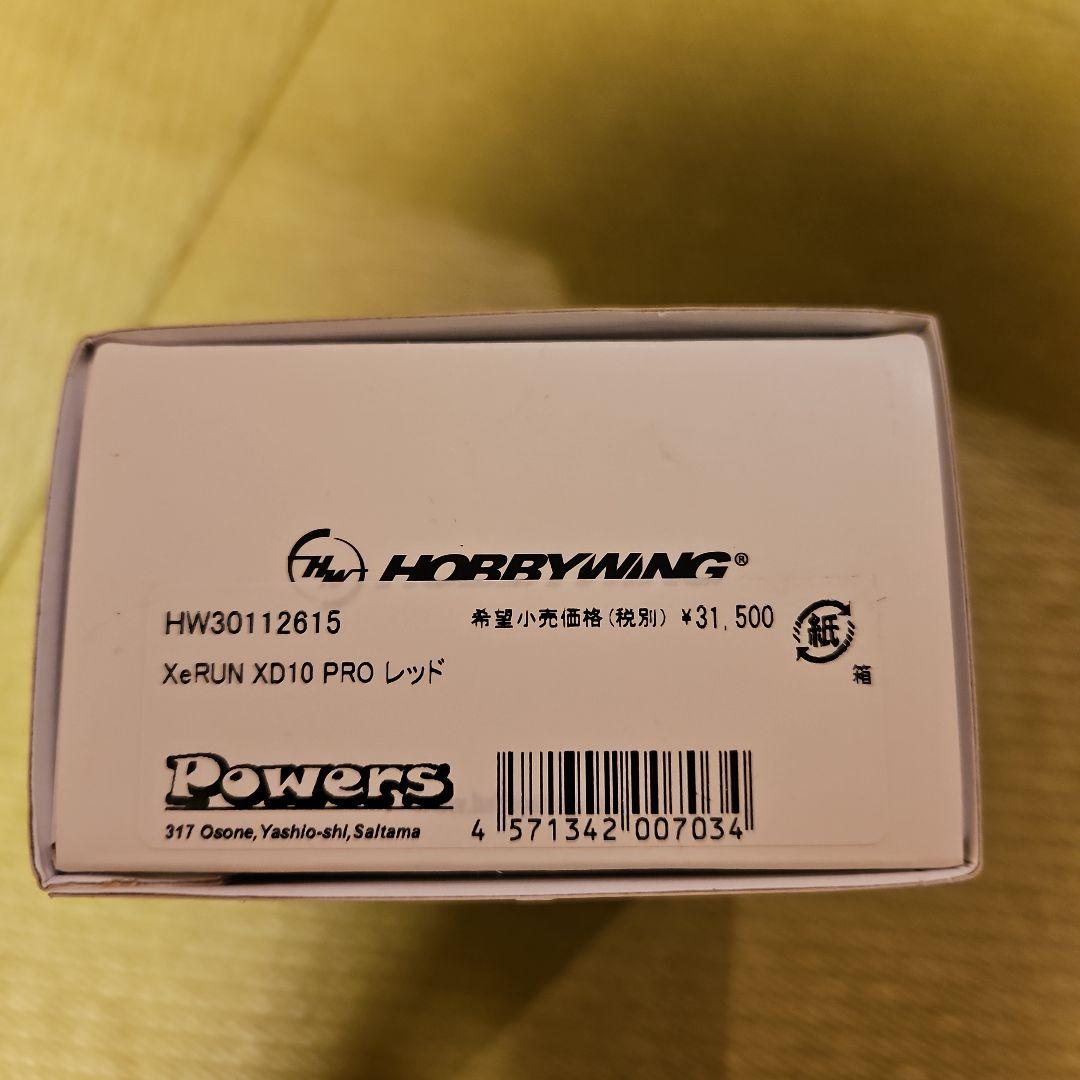 HW HOBBYWING®
HW30112615 希望小売価格(税別) ¥31,500 紙
XeRUN XD10 PRO レッド 箱
Powers
317 Osone,Yashio-shi,Saitama
4 571342 007034